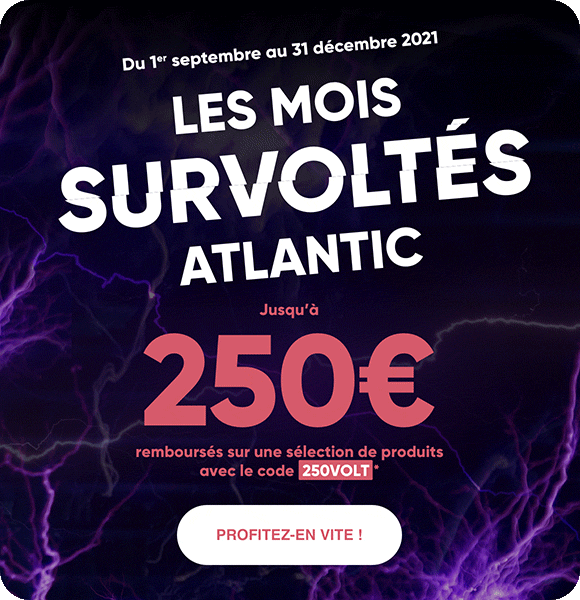 Du 1er septembre au 31 décembre 2021
LES MOIS
SURVOLTÉS
ATLANTIC
Jusqu'à
250€
remboursés sur une sélection de produits
avec le code 250VOLT*
PROFITEZ-EN VITE !